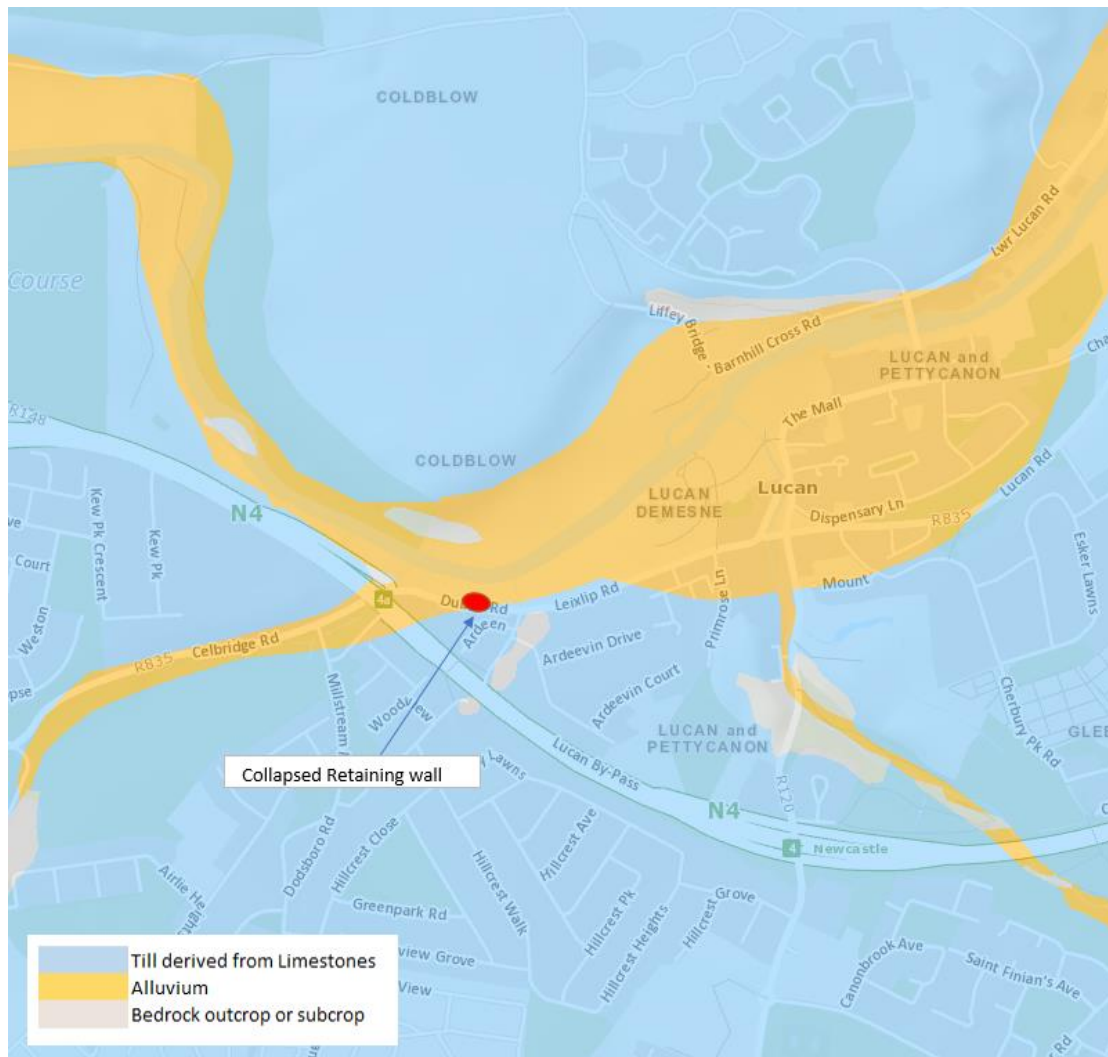 COLDBLOW
Course
Liffey Bridge
Barnhill Cross Rd
Lwr Lucan Rd
LUCAN and
PETTYCANON
The Mall
R148
COLDBLOW
LUCAN
DEMESNE
Lucan
Dispensary Ln
Lucan Rd
R835
N4
Kew Pk Crescent
Kew Pk
Court
Weston
4a
Rd
Leixlip Rd
Mount
Esker Lawns
Celbridge Rd
R835
Ardeen
Ardeevin Drive
Primrose Ln
Millstream
Woodview
Ardeevin Court
LUCAN and
PETTYCANON
Cherbury Pk Rd
Collapsed Retaining wall
Lawns
Lucan By-Pass
R120
N4
4
Newcastle
Dodsboro Rd
Hillcrest Close
Hillcrest Ave
Hillcrest Walk
Hillcrest Pk
Hillcrest Heights
Hillcrest Grove
Greenpark Rd
view Grove
View
Canonbrook Ave
Saint Finian's Ave
Rd
Till derived from Limestones
Alluvium
Bedrock outcrop or subcrop